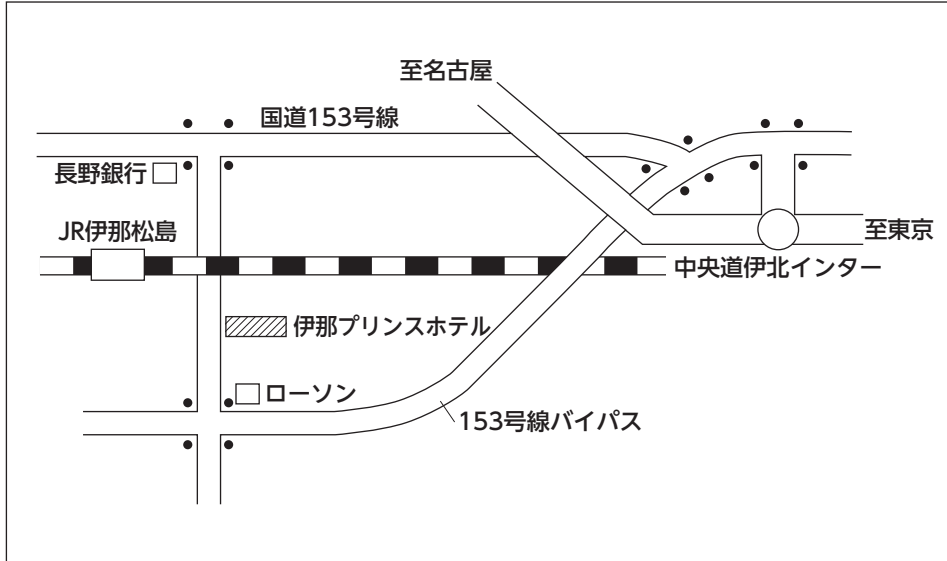 至名古屋
国道153号線
長野銀行
JR伊那松島
至東京
中央道伊北インター
伊那プリンスホテル
ローソン
153号線バイパス